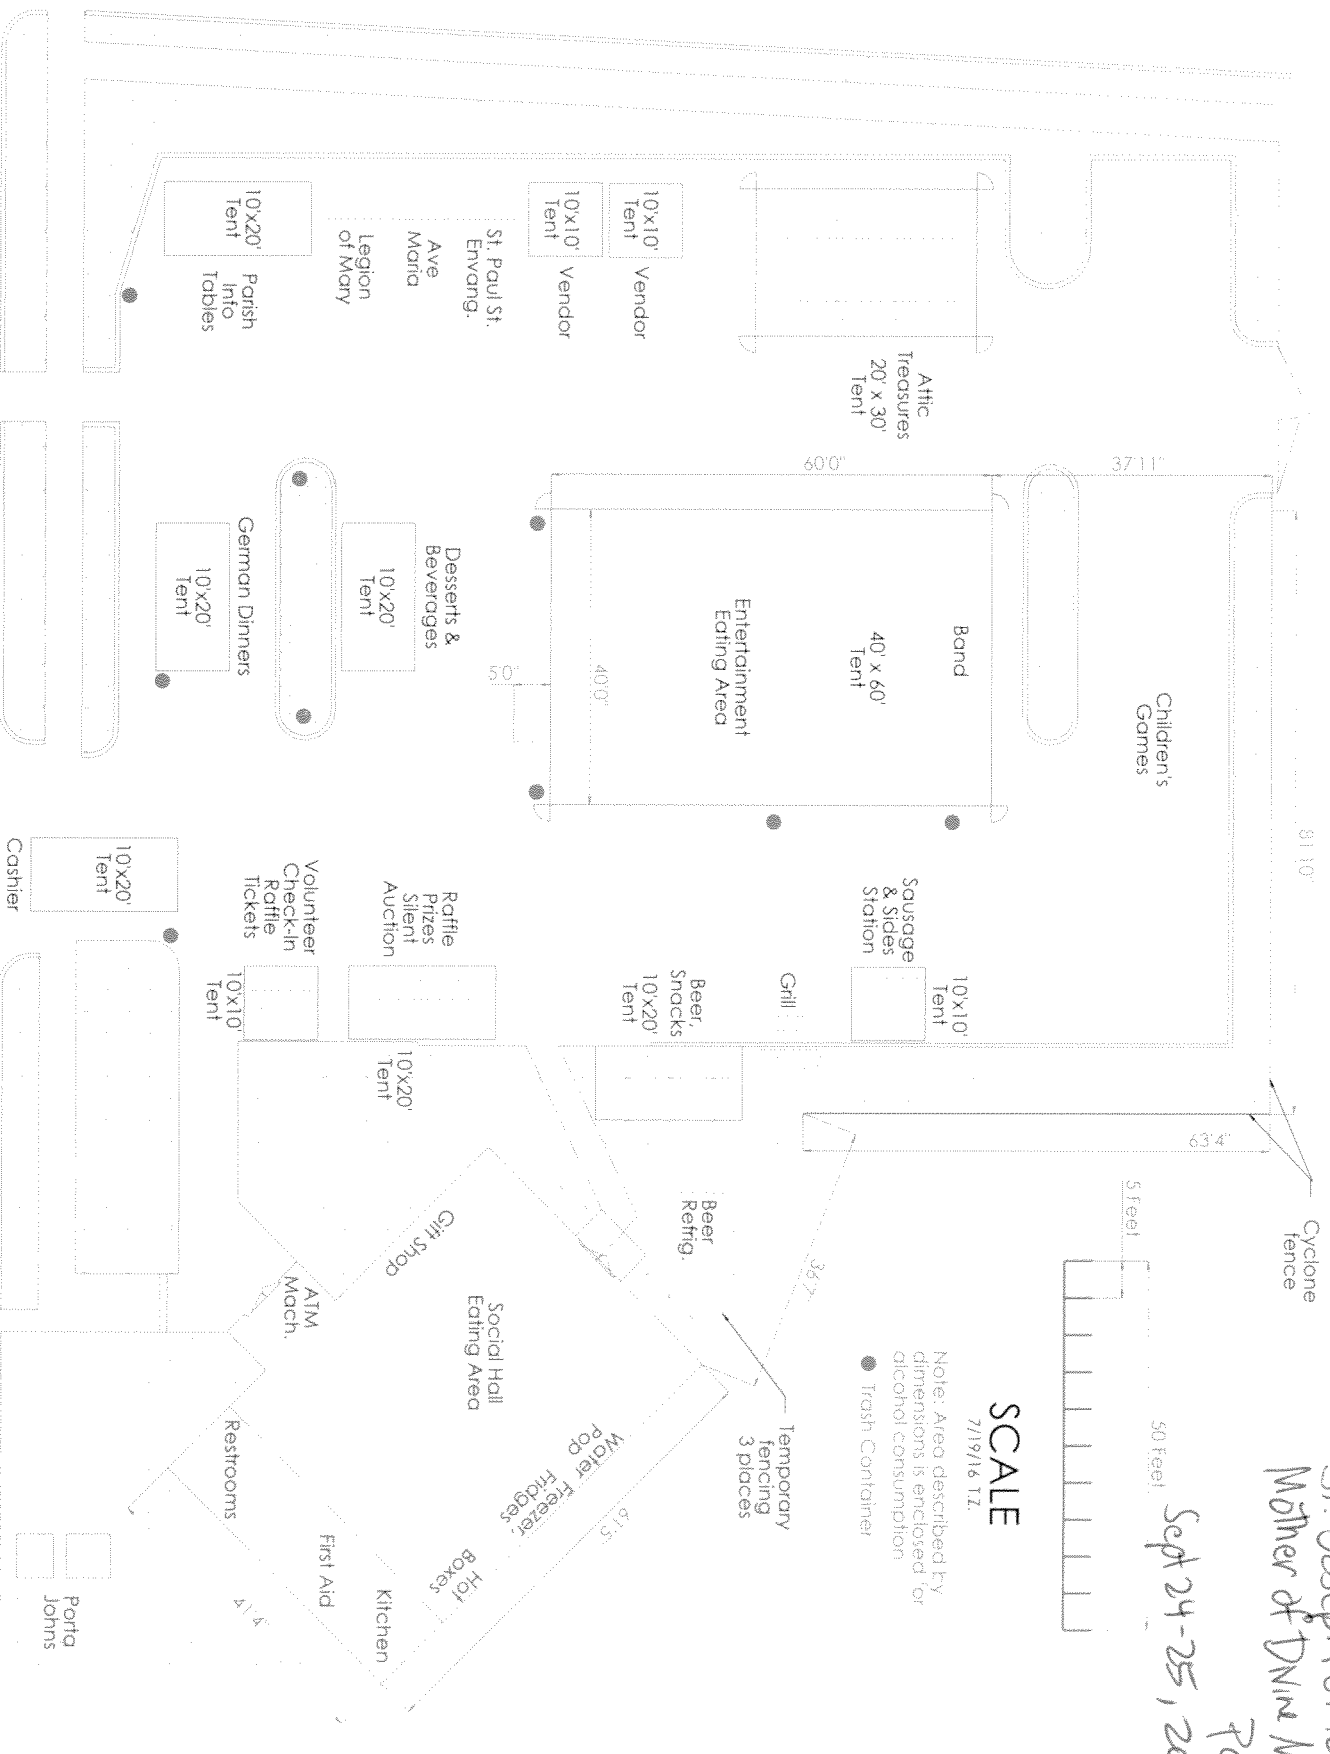 Mother of Divine
Sept 24-25, 
Cyclone
fence
5 Feet
50 Feet
SCALE
7/19/16 T.Z.
Note: Area described by
dimensions is enclosed for
alcohol consumption
Trash Container
Temporary
fencing
3 places
81'10"
37'11"
60'0"
40'0"
5'0"
63'4"
36'7"
61'5"
41'4"
Children's
Games
Band
40' x 60'
Tent
Entertainment
Eating Area
Attic
Treasures
20' x 30'
Tent
10'x10'
Tent
Vendor
10'x10'
Tent
Vendor
St. Paul St.
Envang.
Ave
Maria
Legion
of Mary
10'x20'
Tent
Parish
Info
Tables
Desserts &
Beverages
10'x20'
Tent
German Dinners
10'x20'
Tent
Sausage
& Sides
Station
10'x10'
Tent
Grill
Beer,
Snacks
10'x20'
Tent
Raffle
Prizes
Silent
Auction
10'x20'
Tent
Volunteer
Check-In
Raffle
Tickets
10'x10'
Tent
10'x20'
Tent
Cashier
Beer
Refrig.
Gift Shop
Social Hall
Eating Area
ATM
Mach.
Water Freezer,
Pop Fridges
Hot
Boxes
Restrooms
First Aid
Kitchen
Porta
Johns